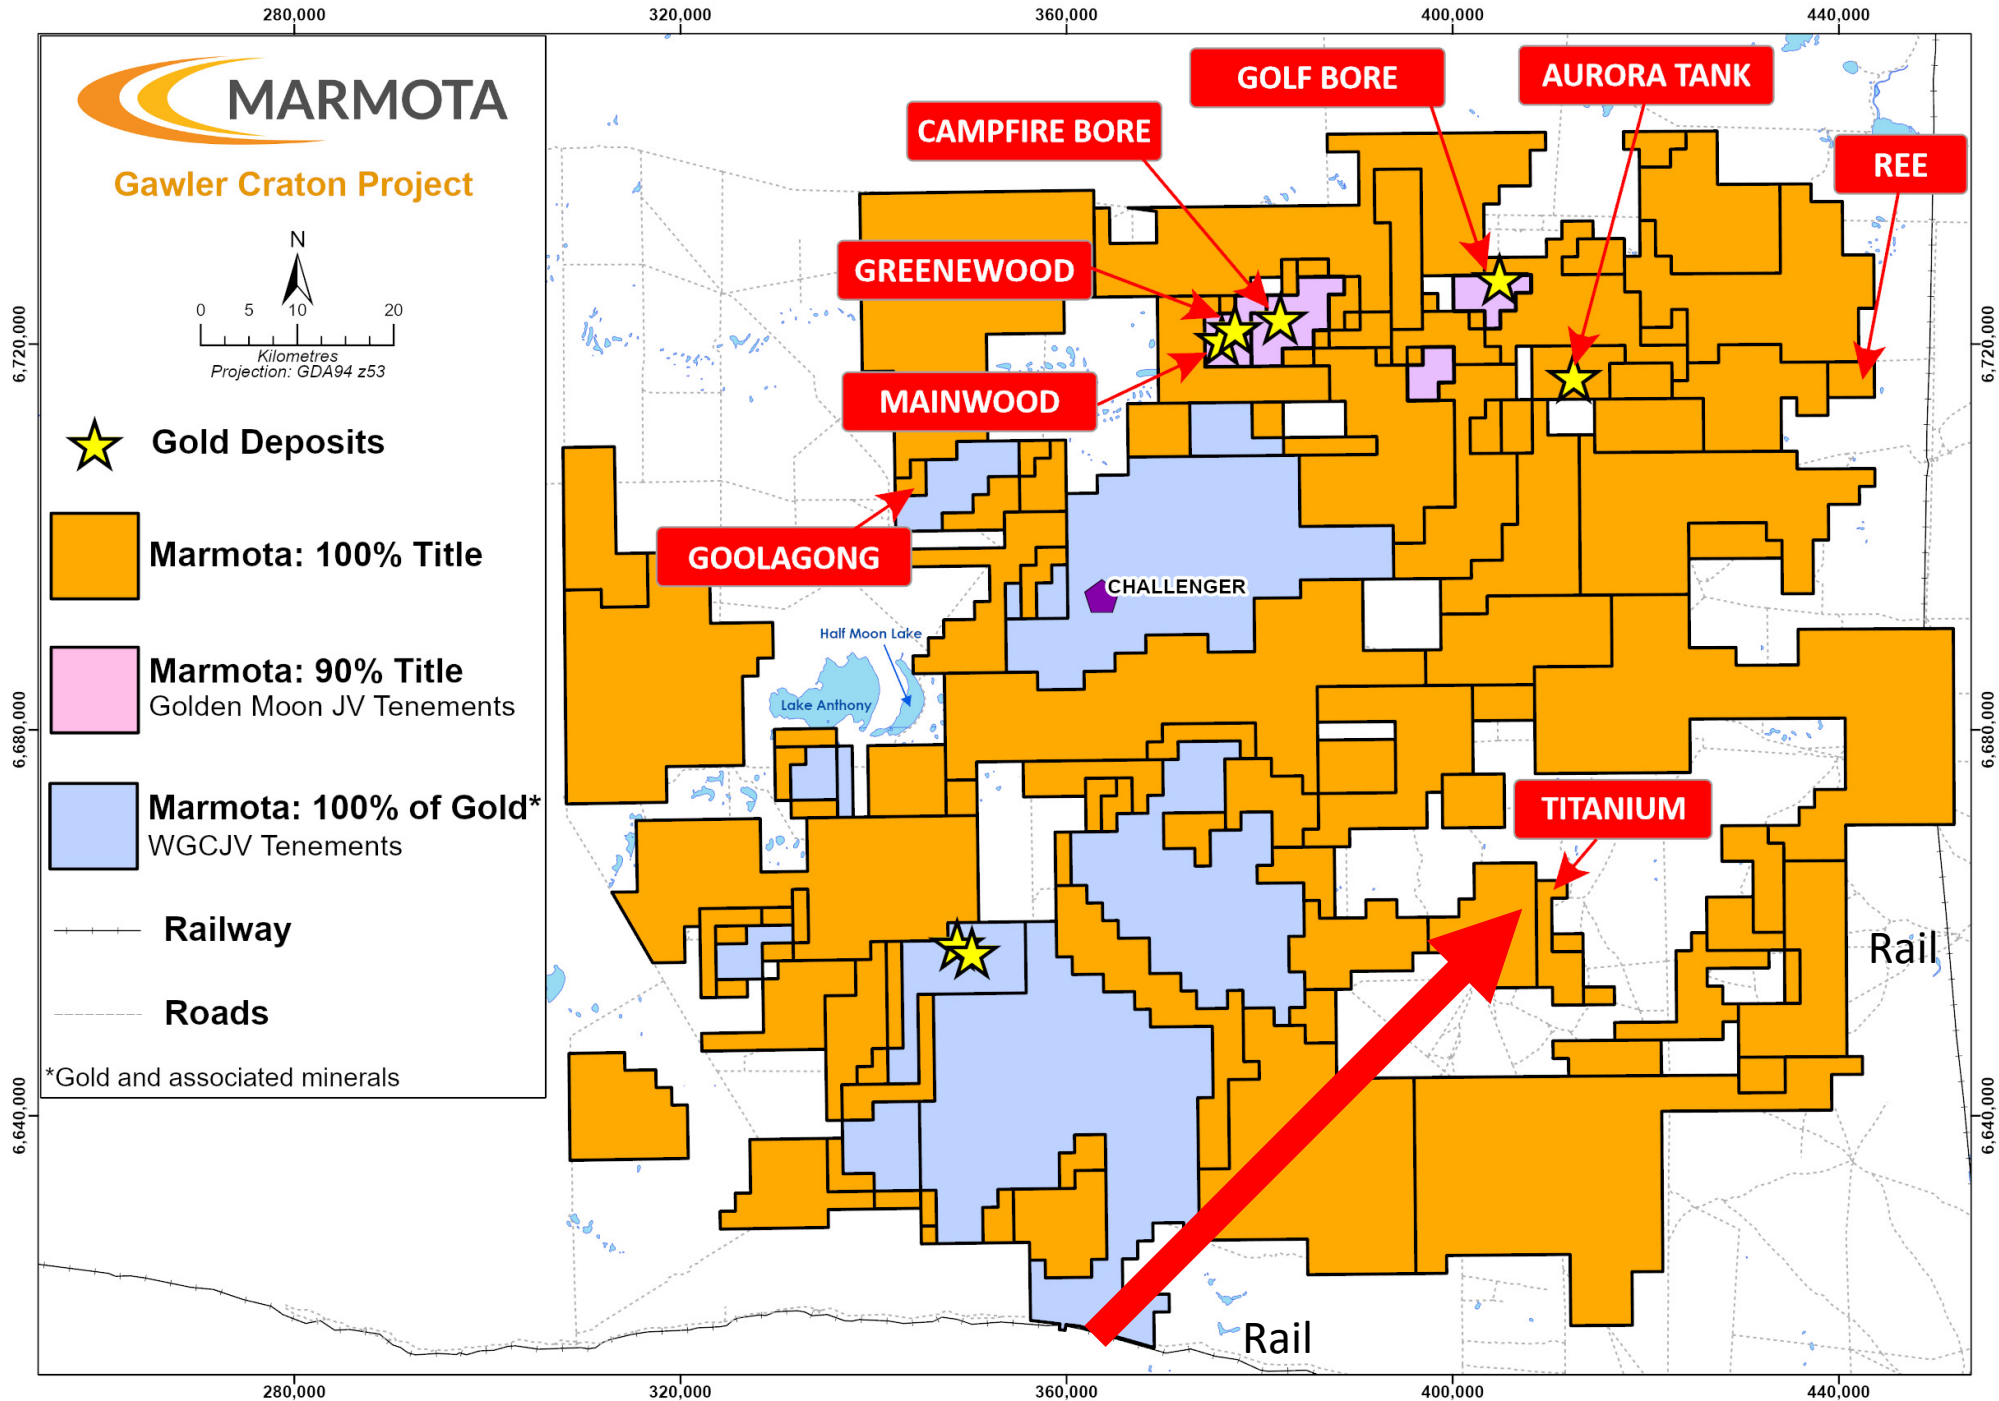 280,000
320,000
360,000
400,000
440,000
MARMOTA
Gawler Craton Project
N
0 5 10 20
Kilometres
Projection: GDA94 z53
Gold Deposits
Marmota: 100% Title
Marmota: 90% Title
Golden Moon JV Tenements
Marmota: 100% of Gold*
WGCJV Tenements
Railway
Roads
*Gold and associated minerals
GOLF BORE
AURORA TANK
CAMPFIRE BORE
REE
GREENEWOOD
MAINWOOD
GOOLAGONG
CHALLENGER
Half Moon Lake
Lake Anthony
TITANIUM
Rail
Rail
6,720,000
6,680,000
6,640,000
6,720,000
6,680,000
6,640,000
280,000
320,000
360,000
400,000
440,000